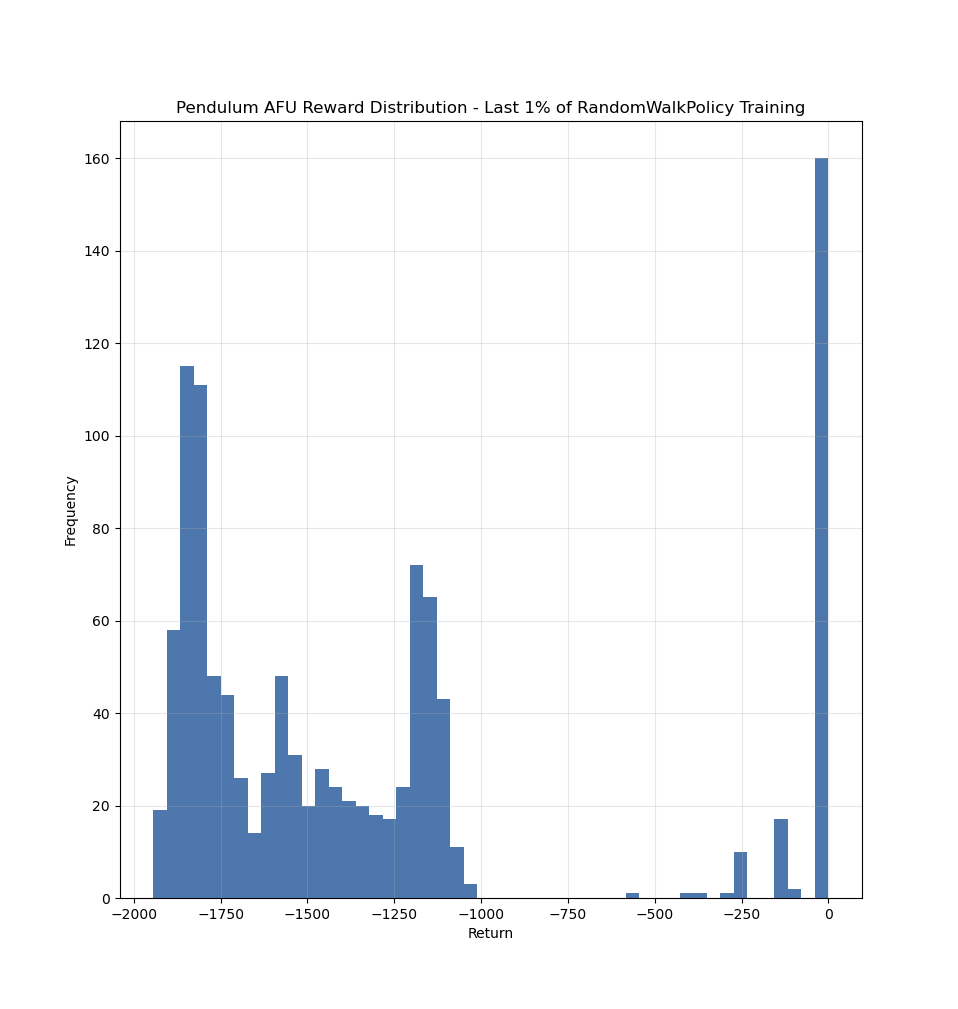 Pendulum AFU Reward Distribution - Last 1% of RandomWalkPolicy Training
160
140
120
100
80
60
40
20
0
Frequency
−2000 −1750 −1500 −1250 −1000 −750 −500 −250 0
Return